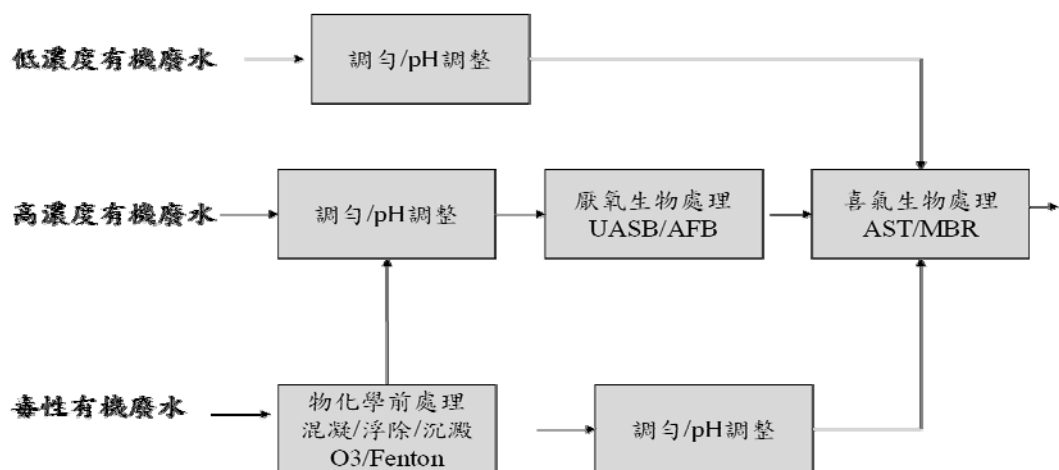 低濃度有機廢水
調勻/pH調整
高濃度有機廢水
調勻/pH調整
厭氧生物處理
UASB/AFB
喜氣生物處理
AST/MBR
毒性有機廢水
物化學前處理
混凝/浮除/沉澱
O3/Fenton
調勻/pH調整